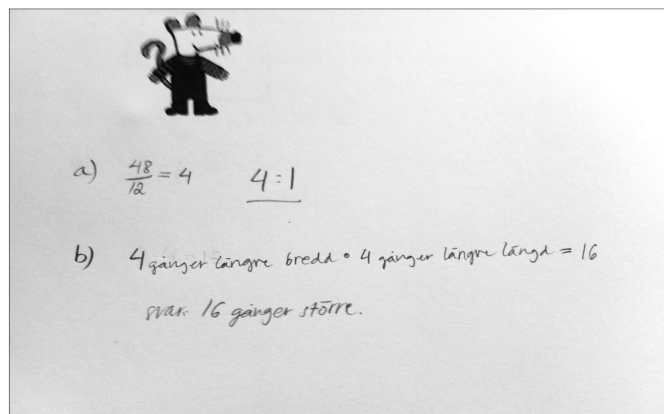 a) 48/12 = 4 4:1
b) 4 gånger längre bredd • 4 gånger längre längd = 16
svar: 16 gånger större.